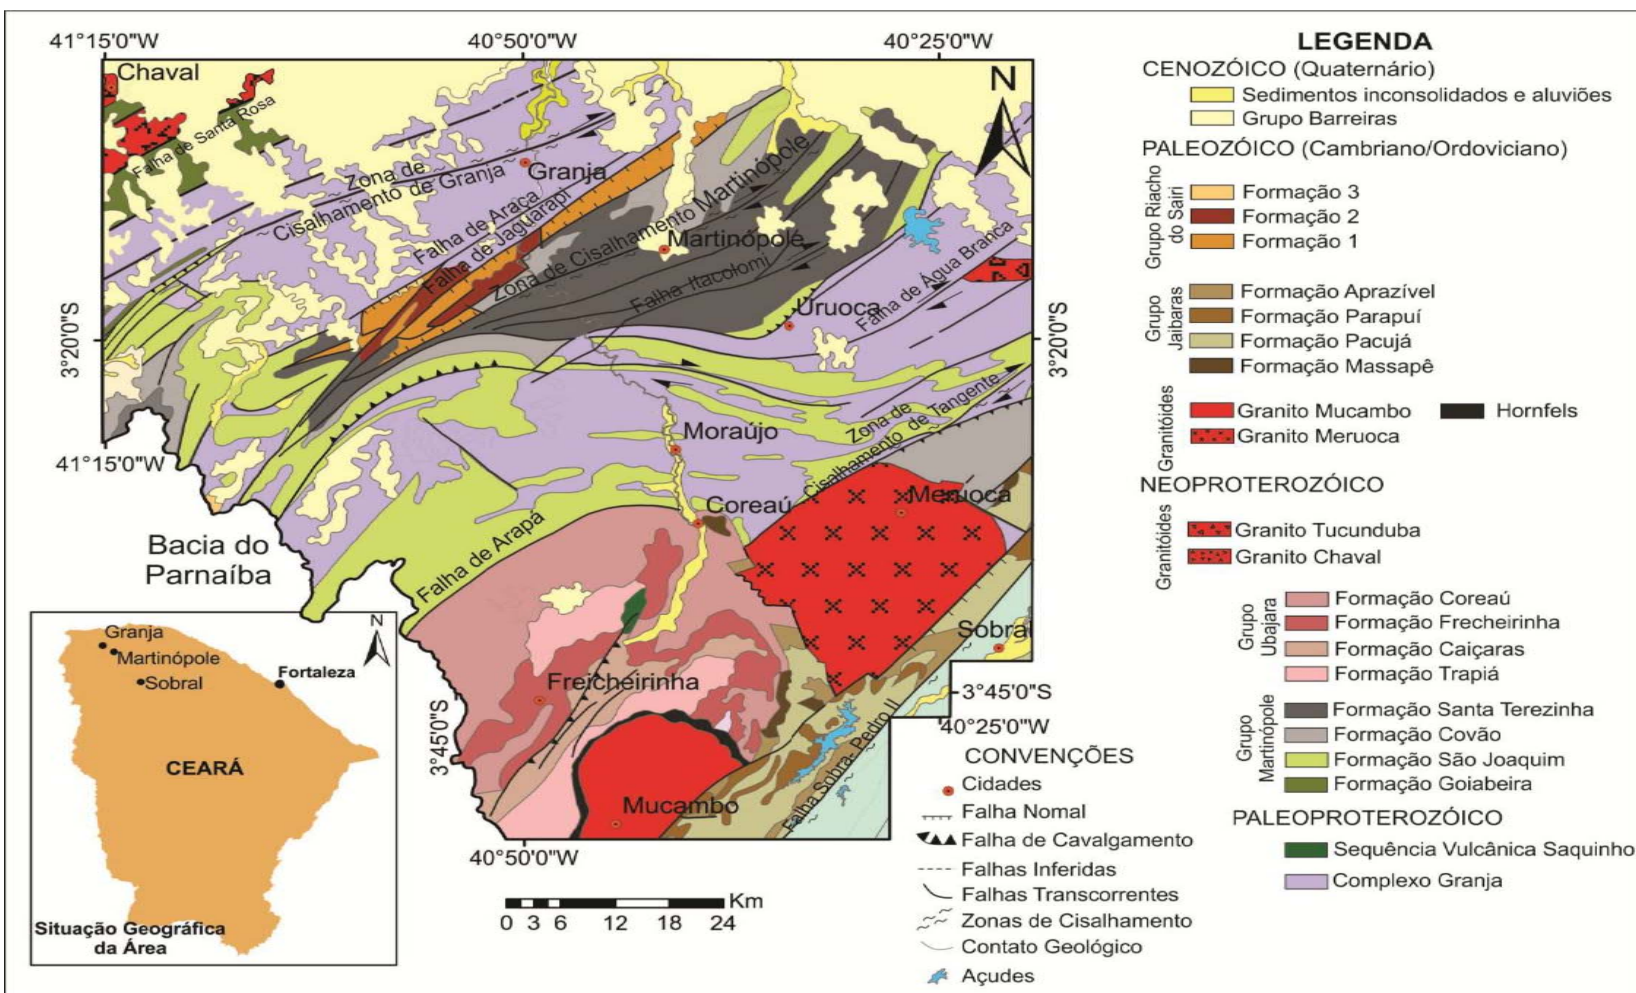 41°15'0"W
40°50'0"W
40°25'0"W
Chaval
N
Falha de Santa Rosa
Granja
Zona de
Cisalhamento de Granja
Falha de Araça
Falha de Jaguarapi
Zona de Cisalhamento Martinópole
Martinópole
Falha Itacolomi
Uruoca
Falha de Água Branca
3°20'0"S
3°20'0"S
Moraújo
Zona de
Cisalhamento de Tangente
41°15'0"W
Coreaú
Meruoca
Bacia do
Parnaíba
Falha de Arapá
Sobral
Freicheirinha
3°45'0"S
3°45'0"S
40°25'0"W
Mucambo
Falha Sobra- Pedro II
40°50'0"W
0 3 6 12 18 24 Km
N
Granja
Martinópole
Sobral
Fortaleza
CEARÁ
Situação Geográfica
da Área
CONVENÇÕES
Cidades
Falha Nomal
Falha de Cavalgamento
Falhas Inferidas
Falhas Transcorrentes
Zonas de Cisalhamento
Contato Geológico
Açudes
LEGENDA
CENOZÓICO (Quaternário)
Sedimentos inconsolidados e aluviões
Grupo Barreiras
PALEOZÓICO (Cambriano/Ordoviciano)
Grupo Riacho
do Sairi
Formação 3
Formação 2
Formação 1
Grupo
Jaibaras
Formação Aprazível
Formação Parapuí
Formação Pacujá
Formação Massapê
Granitóides
Granito Mucambo
Hornfels
Granito Meruoca
NEOPROTEROZÓICO
Granitóides
Granito Tucunduba
Granito Chaval
Grupo
Ubajara
Formação Coreaú
Formação Frecheirinha
Formação Caiçaras
Formação Trapiá
Grupo
Martinópole
Formação Santa Terezinha
Formação Covão
Formação São Joaquim
Formação Goiabeira
PALEOPROTEROZÓICO
Sequência Vulcânica Saquinho
Complexo Granja